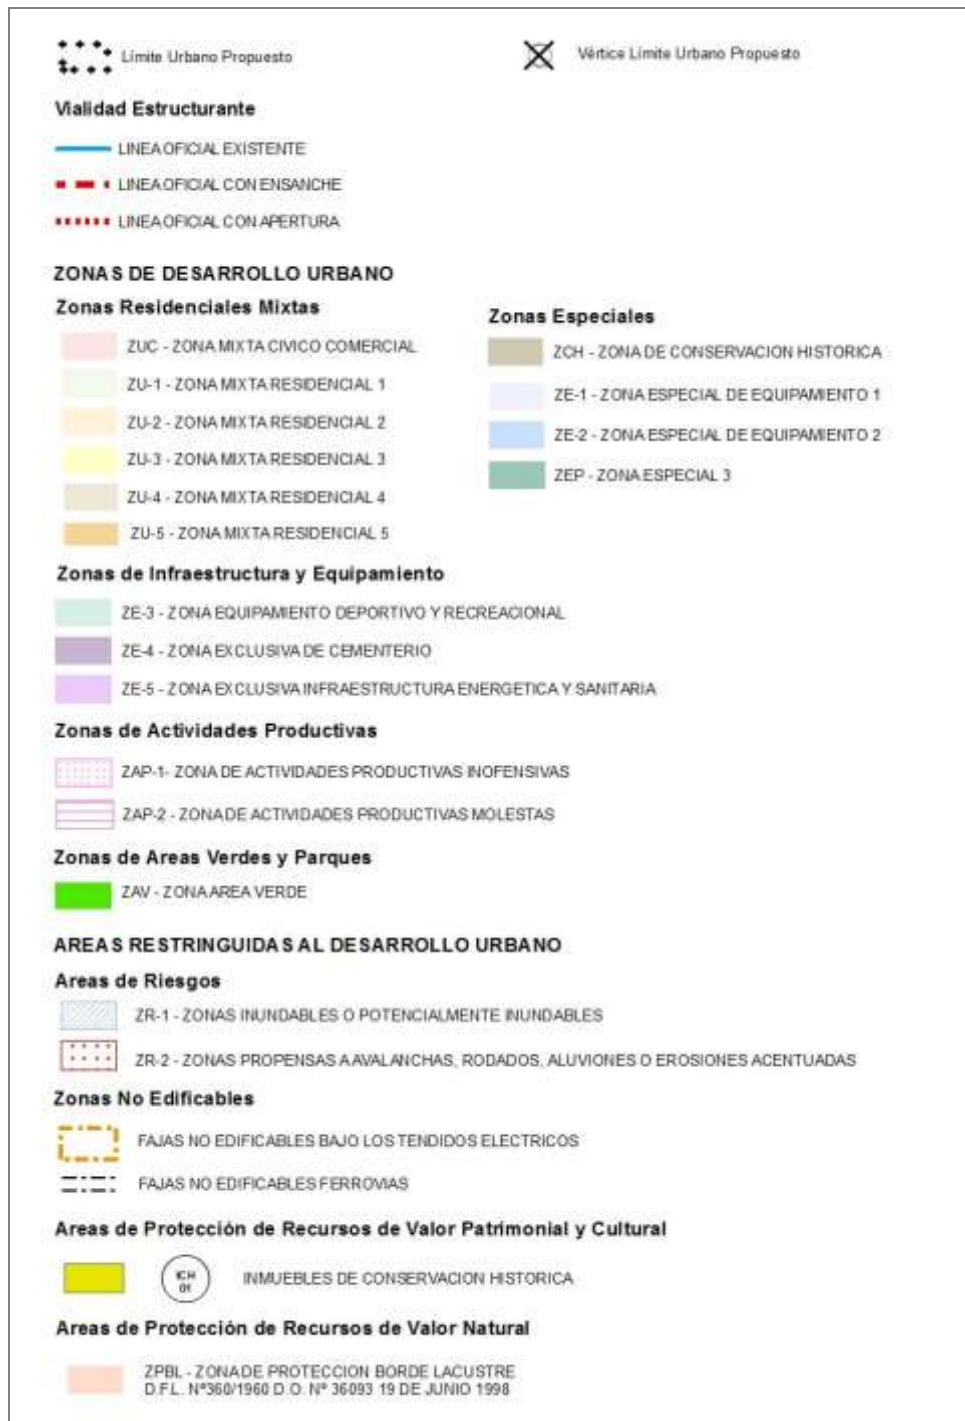 Límite Urbano Propuesto
Vértice Límite Urbano Propuesto
Vialidad Estructurante
LINEA OFICIAL EXISTENTE
LINEA OFICIAL CON ENSANCHE
LINEA OFICIAL CON APERTURA
ZONAS DE DESARROLLO URBANO
Zonas Residenciales Mixtas
ZUC - ZONA MIXTA CIVICO COMERCIAL
ZU-1 - ZONA MIXTA RESIDENCIAL 1
ZU-2 - ZONA MIXTA RESIDENCIAL 2
ZU-3 - ZONA MIXTA RESIDENCIAL 3
ZU-4 - ZONA MIXTA RESIDENCIAL 4
ZU-5 - ZONA MIXTA RESIDENCIAL 5
Zonas Especiales
ZCH - ZONA DE CONSERVACION HISTORICA
ZE-1 - ZONA ESPECIAL DE EQUIPAMIENTO 1
ZE-2 - ZONA ESPECIAL DE EQUIPAMIENTO 2
ZEP - ZONA ESPECIAL 3
Zonas de Infraestructura y Equipamiento
ZE-3 - ZONA EQUIPAMIENTO DEPORTIVO Y RECREACIONAL
ZE-4 - ZONA EXCLUSIVA DE CEMENTERIO
ZE-5 - ZONA EXCLUSIVA INFRAESTRUCTURA ENERGETICA Y SANITARIA
Zonas de Actividades Productivas
ZAP-1- ZONA DE ACTIVIDADES PRODUCTIVAS INOFENSIVAS
ZAP-2 - ZONA DE ACTIVIDADES PRODUCTIVAS MOLESTAS
Zonas de Areas Verdes y Parques
ZAV - ZONA AREA VERDE
AREAS RESTRINGUIDAS AL DESARROLLO URBANO
Areas de Riesgos
ZR-1 - ZONAS INUNDABLES O POTENCIALMENTE INUNDABLES
ZR-2 - ZONAS PROPENSAS A AVALANCHAS, RODADOS, ALUVIONES O EROSIONES ACENTUADAS
Zonas No Edificables
FAJAS NO EDIFICABLES BAJO LOS TENDIDOS ELECTRICOS
FAJAS NO EDIFICABLES FERROVIAS
Areas de Protección de Recursos de Valor Patrimonial y Cultural
ICH
01
INMUEBLES DE CONSERVACION HISTORICA
Areas de Protección de Recursos de Valor Natural
ZPBL - ZONA DE PROTECCION BORDE LACUSTRE
D.F.L. Nº360/1960 D.O. Nº 36093 19 DE JUNIO 1998